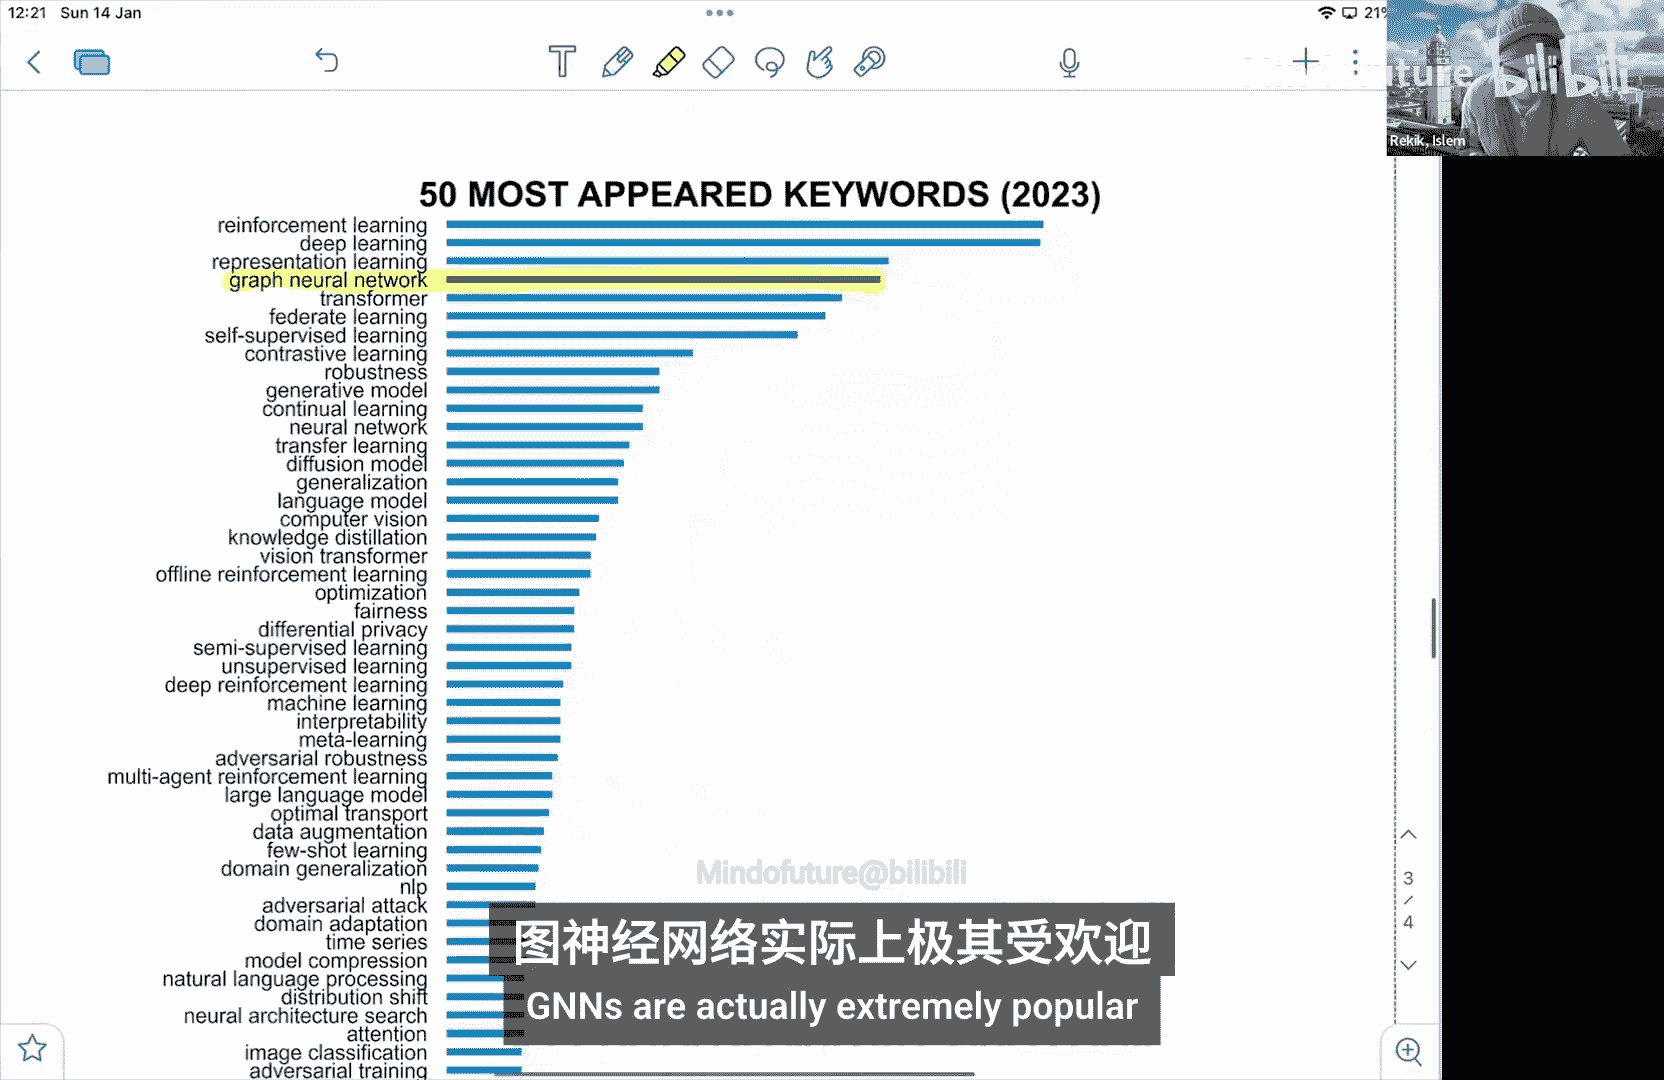 12:21 Sun 14 Jan
21%
ture bilibili
Rekik, Islem
50 MOST APPEARED KEYWORDS (2023)
reinforcement learning
deep learning
representation learning
graph neural network
transformer
federate learning
self-supervised learning
contrastive learning
robustness
generative model
continual learning
neural network
transfer learning
diffusion model
generalization
language model
computer vision
knowledge distillation
vision transformer
offline reinforcement learning
optimization
fairness
differential privacy
semi-supervised learning
unsupervised learning
deep reinforcement learning
machine learning
interpretability
meta-learning
adversarial robustness
multi-agent reinforcement learning
large language model
optimal transport
data augmentation
few-shot learning
domain generalization
nlp
adversarial attack
domain adaptation
time series
model compression
natural language processing
distribution shift
neural architecture search
attention
image classification
adversarial training
Mindofuture@bilibili
图神经网络实际上极其受欢迎
GNNs are actually extremely popular
3
4